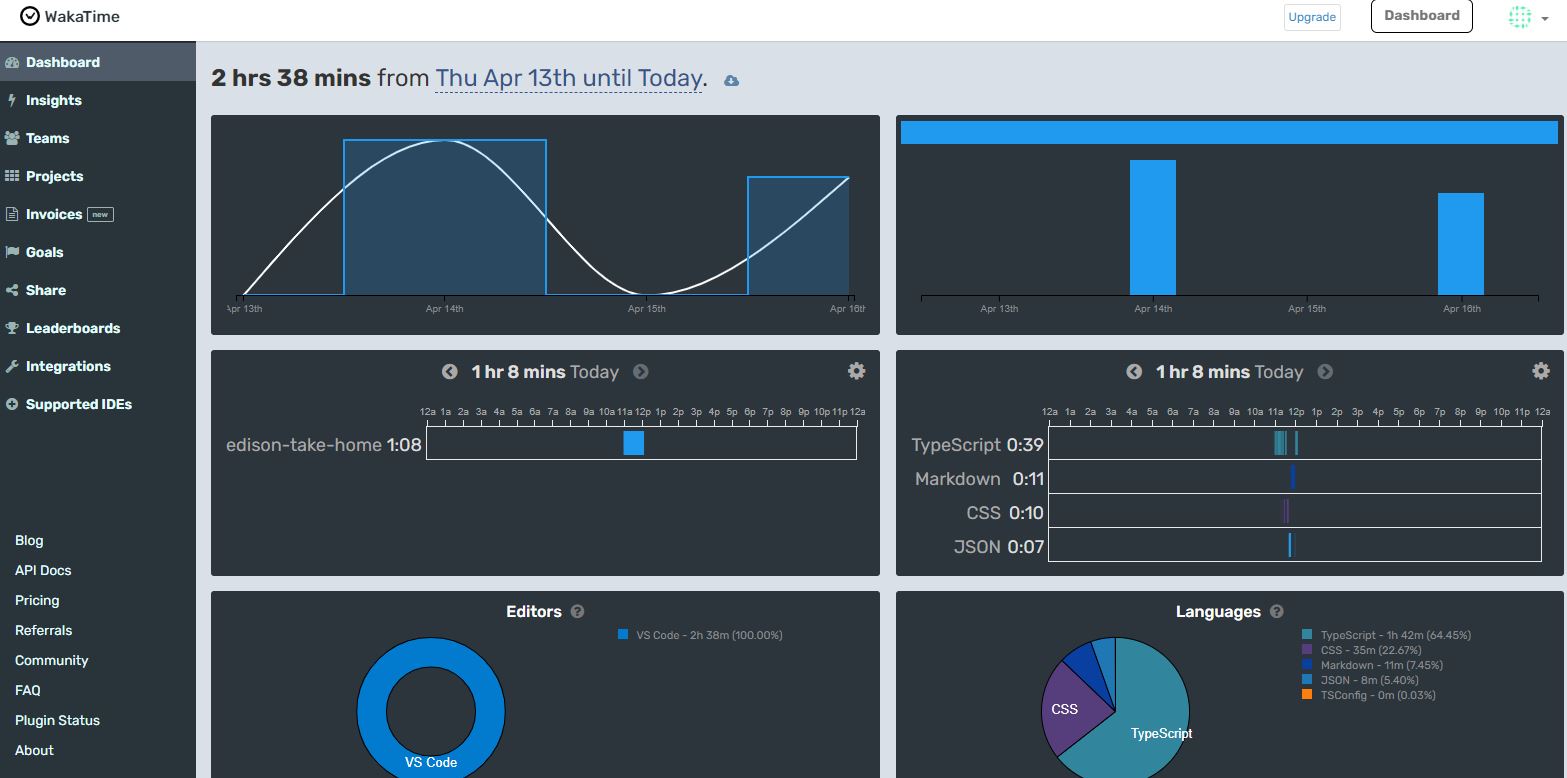 WakaTime
Upgrade
Dashboard
Dashboard
Insights
Teams
Projects
Invoices new
Goals
Share
Leaderboards
Integrations
Supported IDEs
Blog
API Docs
Pricing
Referrals
Community
FAQ
Plugin Status
About
2 hrs 38 mins from Thu Apr 13th until Today.
Apr 13th Apr 14th Apr 15th Apr 16th
Apr 13th Apr 14th Apr 15th Apr 16th
1 hr 8 mins Today
12a 1a 2a 3a 4a 5a 6a 7a 8a 9a 10a 11a 12p 1p 2p 3p 4p 5p 6p 7p 8p 9p 10p 11p 12a
edison-take-home 1:08
1 hr 8 mins Today
12a 1a 2a 3a 4a 5a 6a 7a 8a 9a 10a 11a 12p 1p 2p 3p 4p 5p 6p 7p 8p 9p 10p 11p 12a
TypeScript 0:39
Markdown 0:11
CSS 0:10
JSON 0:07
Editors ?
VS Code - 2h 38m (100.00%)
VS Code
Languages ?
TypeScript - 1h 42m (64.45%)
CSS - 35m (22.67%)
Markdown - 11m (7.45%)
JSON - 8m (5.40%)
TSConfig - 0m (0.03%)
CSS
TypeScript